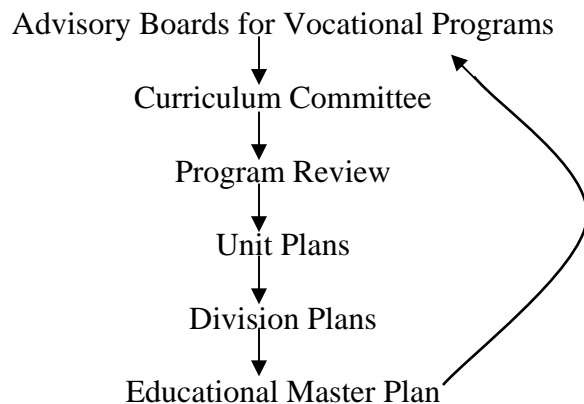 Advisory Boards for Vocational Programs
Curriculum Committee
Program Review
Unit Plans
Division Plans
Educational Master Plan